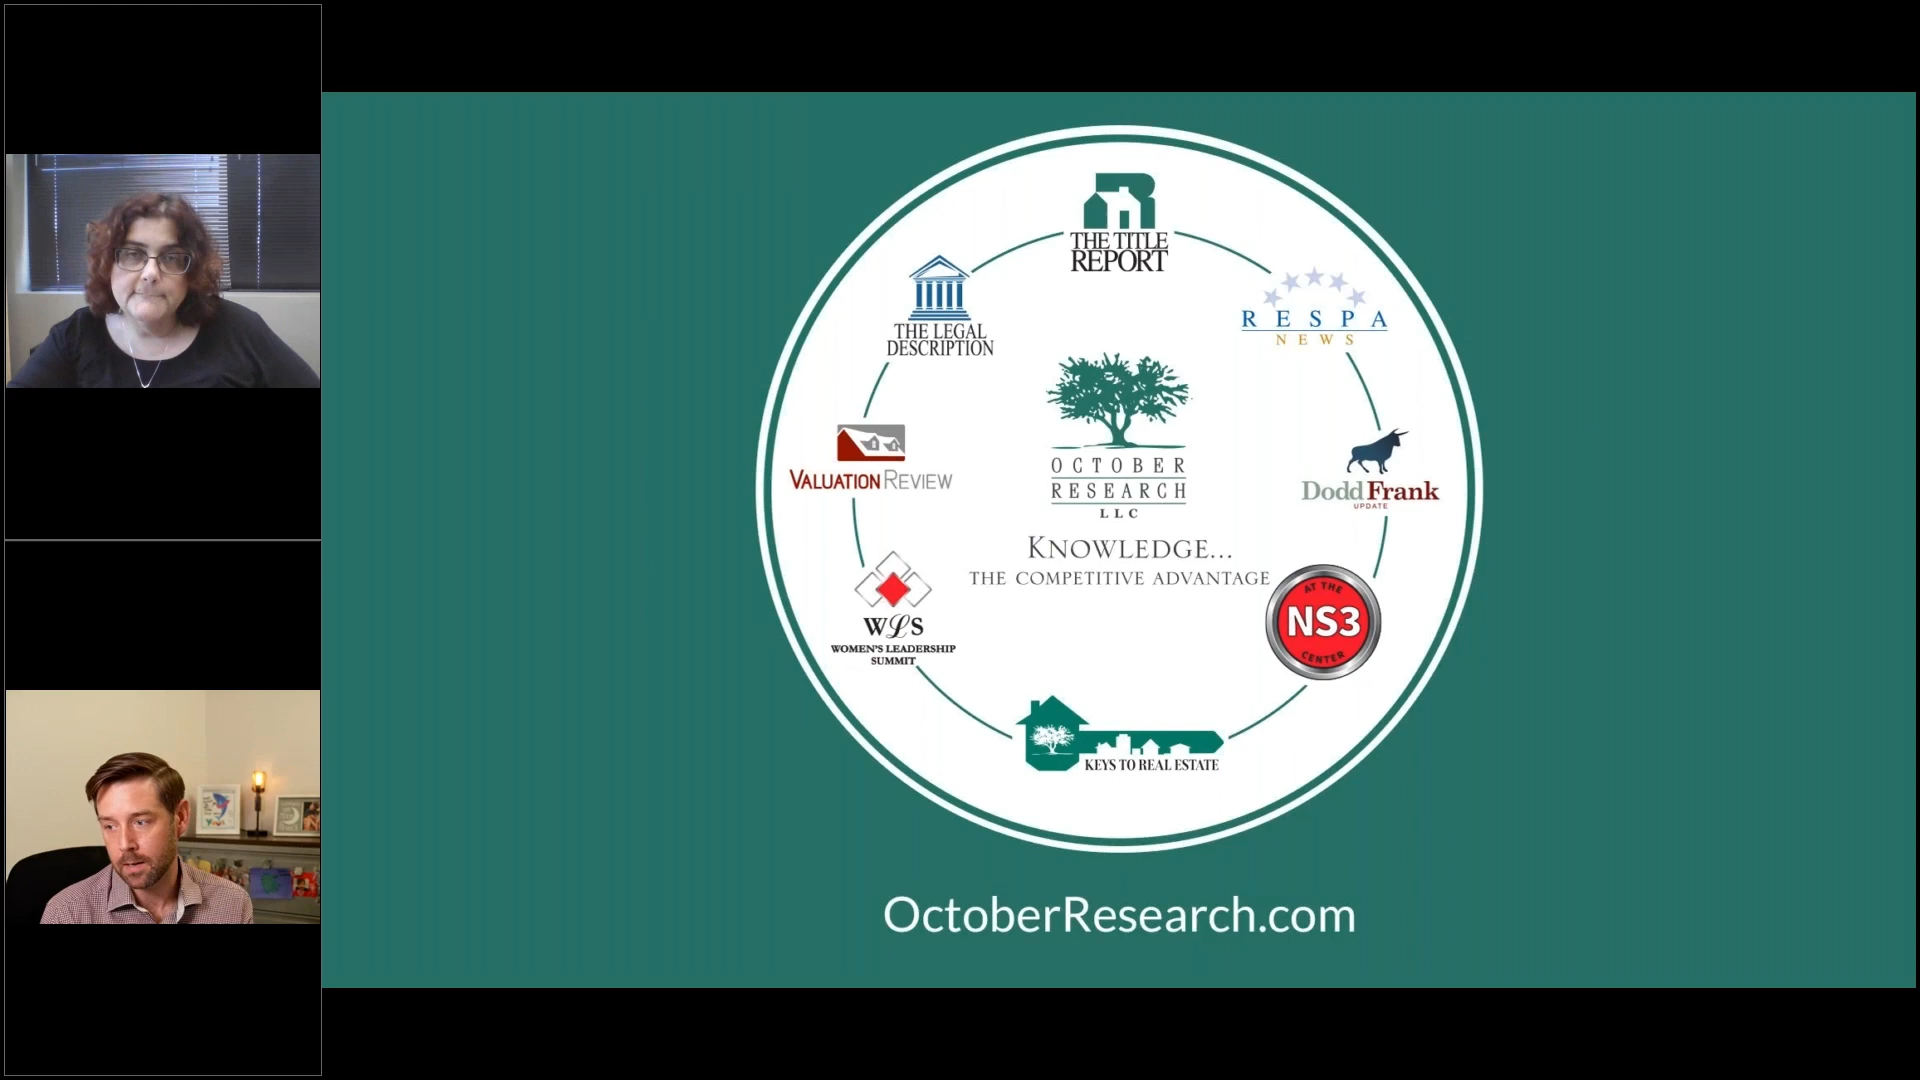 THE TITLE
REPORT
THE LEGAL
DESCRIPTION
RESPA
NEWS
OCTOBER
RESEARCH
LLC
VALUATION REVIEW
Dodd Frank
UPDATE
KNOWLEDGE...
THE COMPETITIVE ADVANTAGE
WLS
WOMEN'S LEADERSHIP
SUMMIT
AT THE
NS3
CENTER
KEYS TO REAL ESTATE
OctoberResearch.com